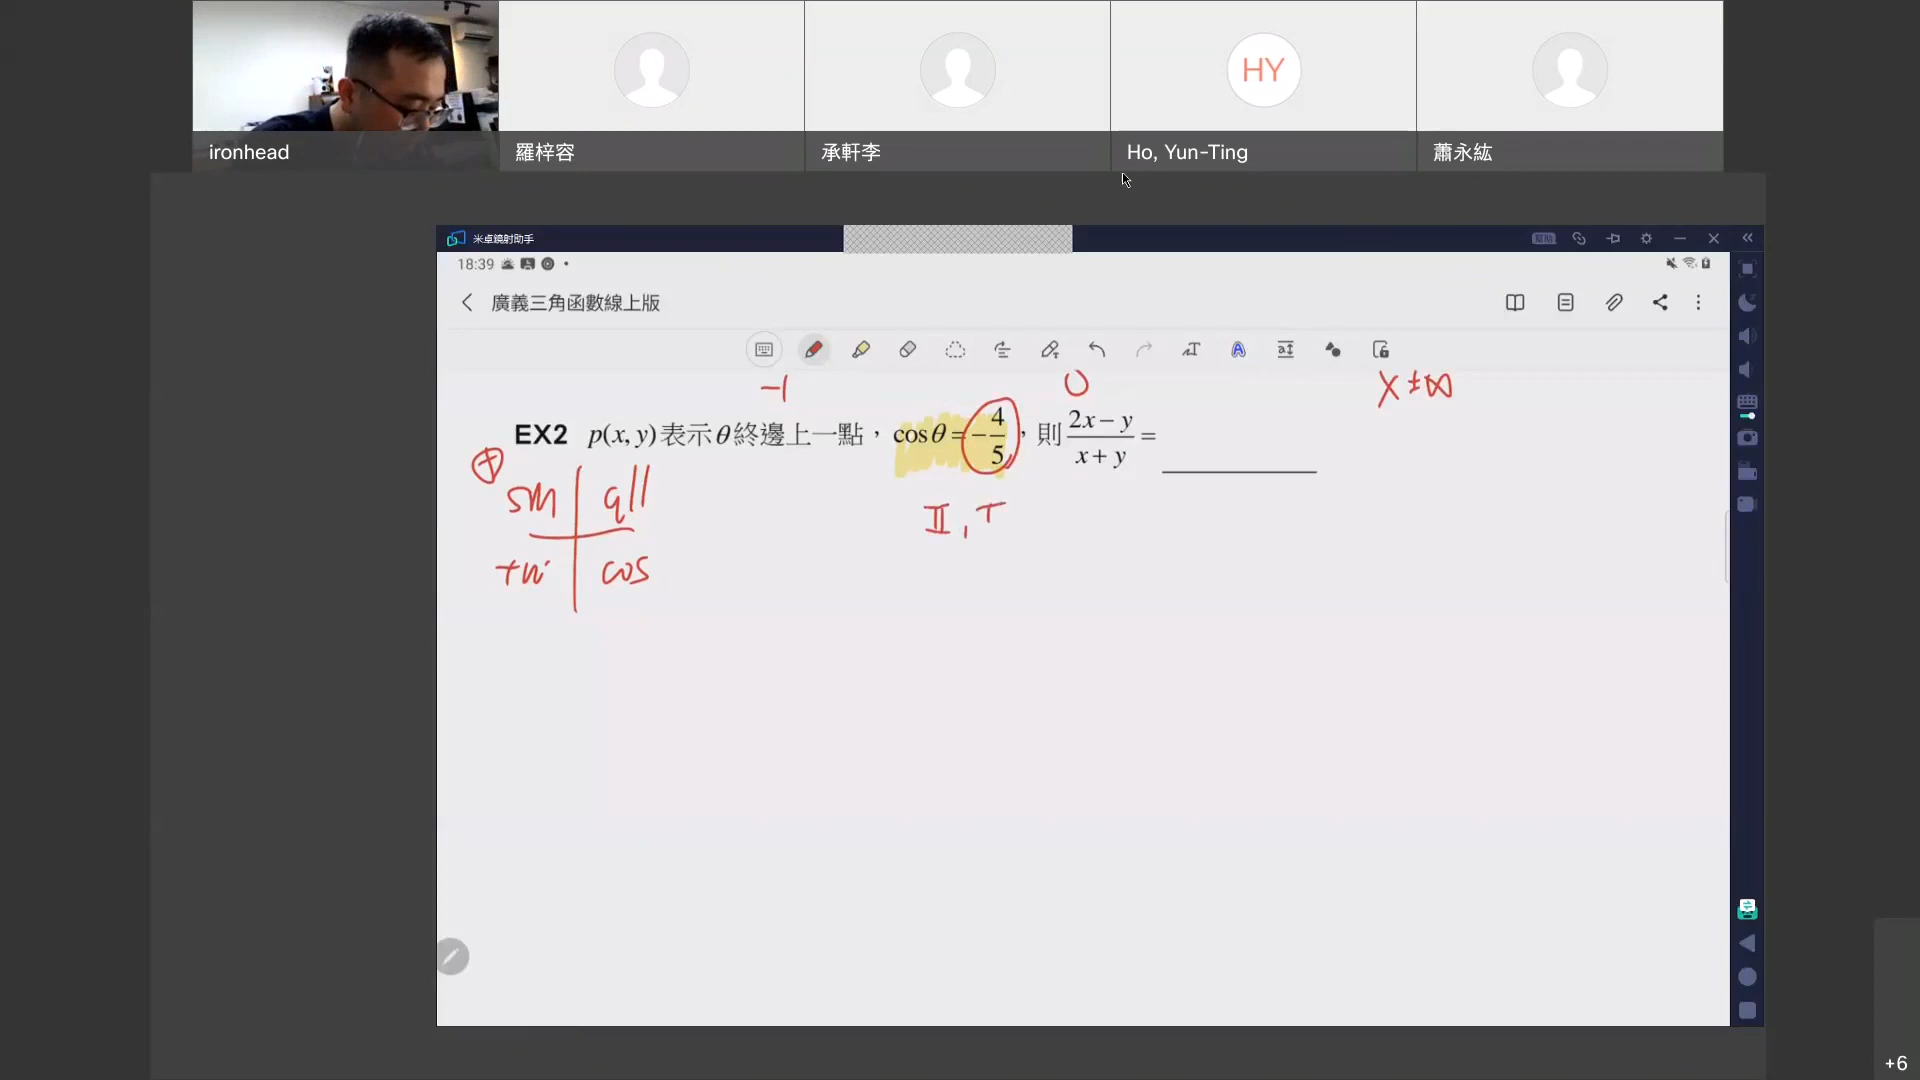 HY
ironhead
羅梓容
承軒李
Ho, Yun-Ting
蕭永紘
米卓鏡射助手
18:39
廣義三角函數線上版
-1
0
x ≠ ∞
EX2 p(x, y)表示θ終邊上一點，cosθ = -4/5，則 (2x - y)/(x + y) = ________
+
sin all
tan cos
II,
+6